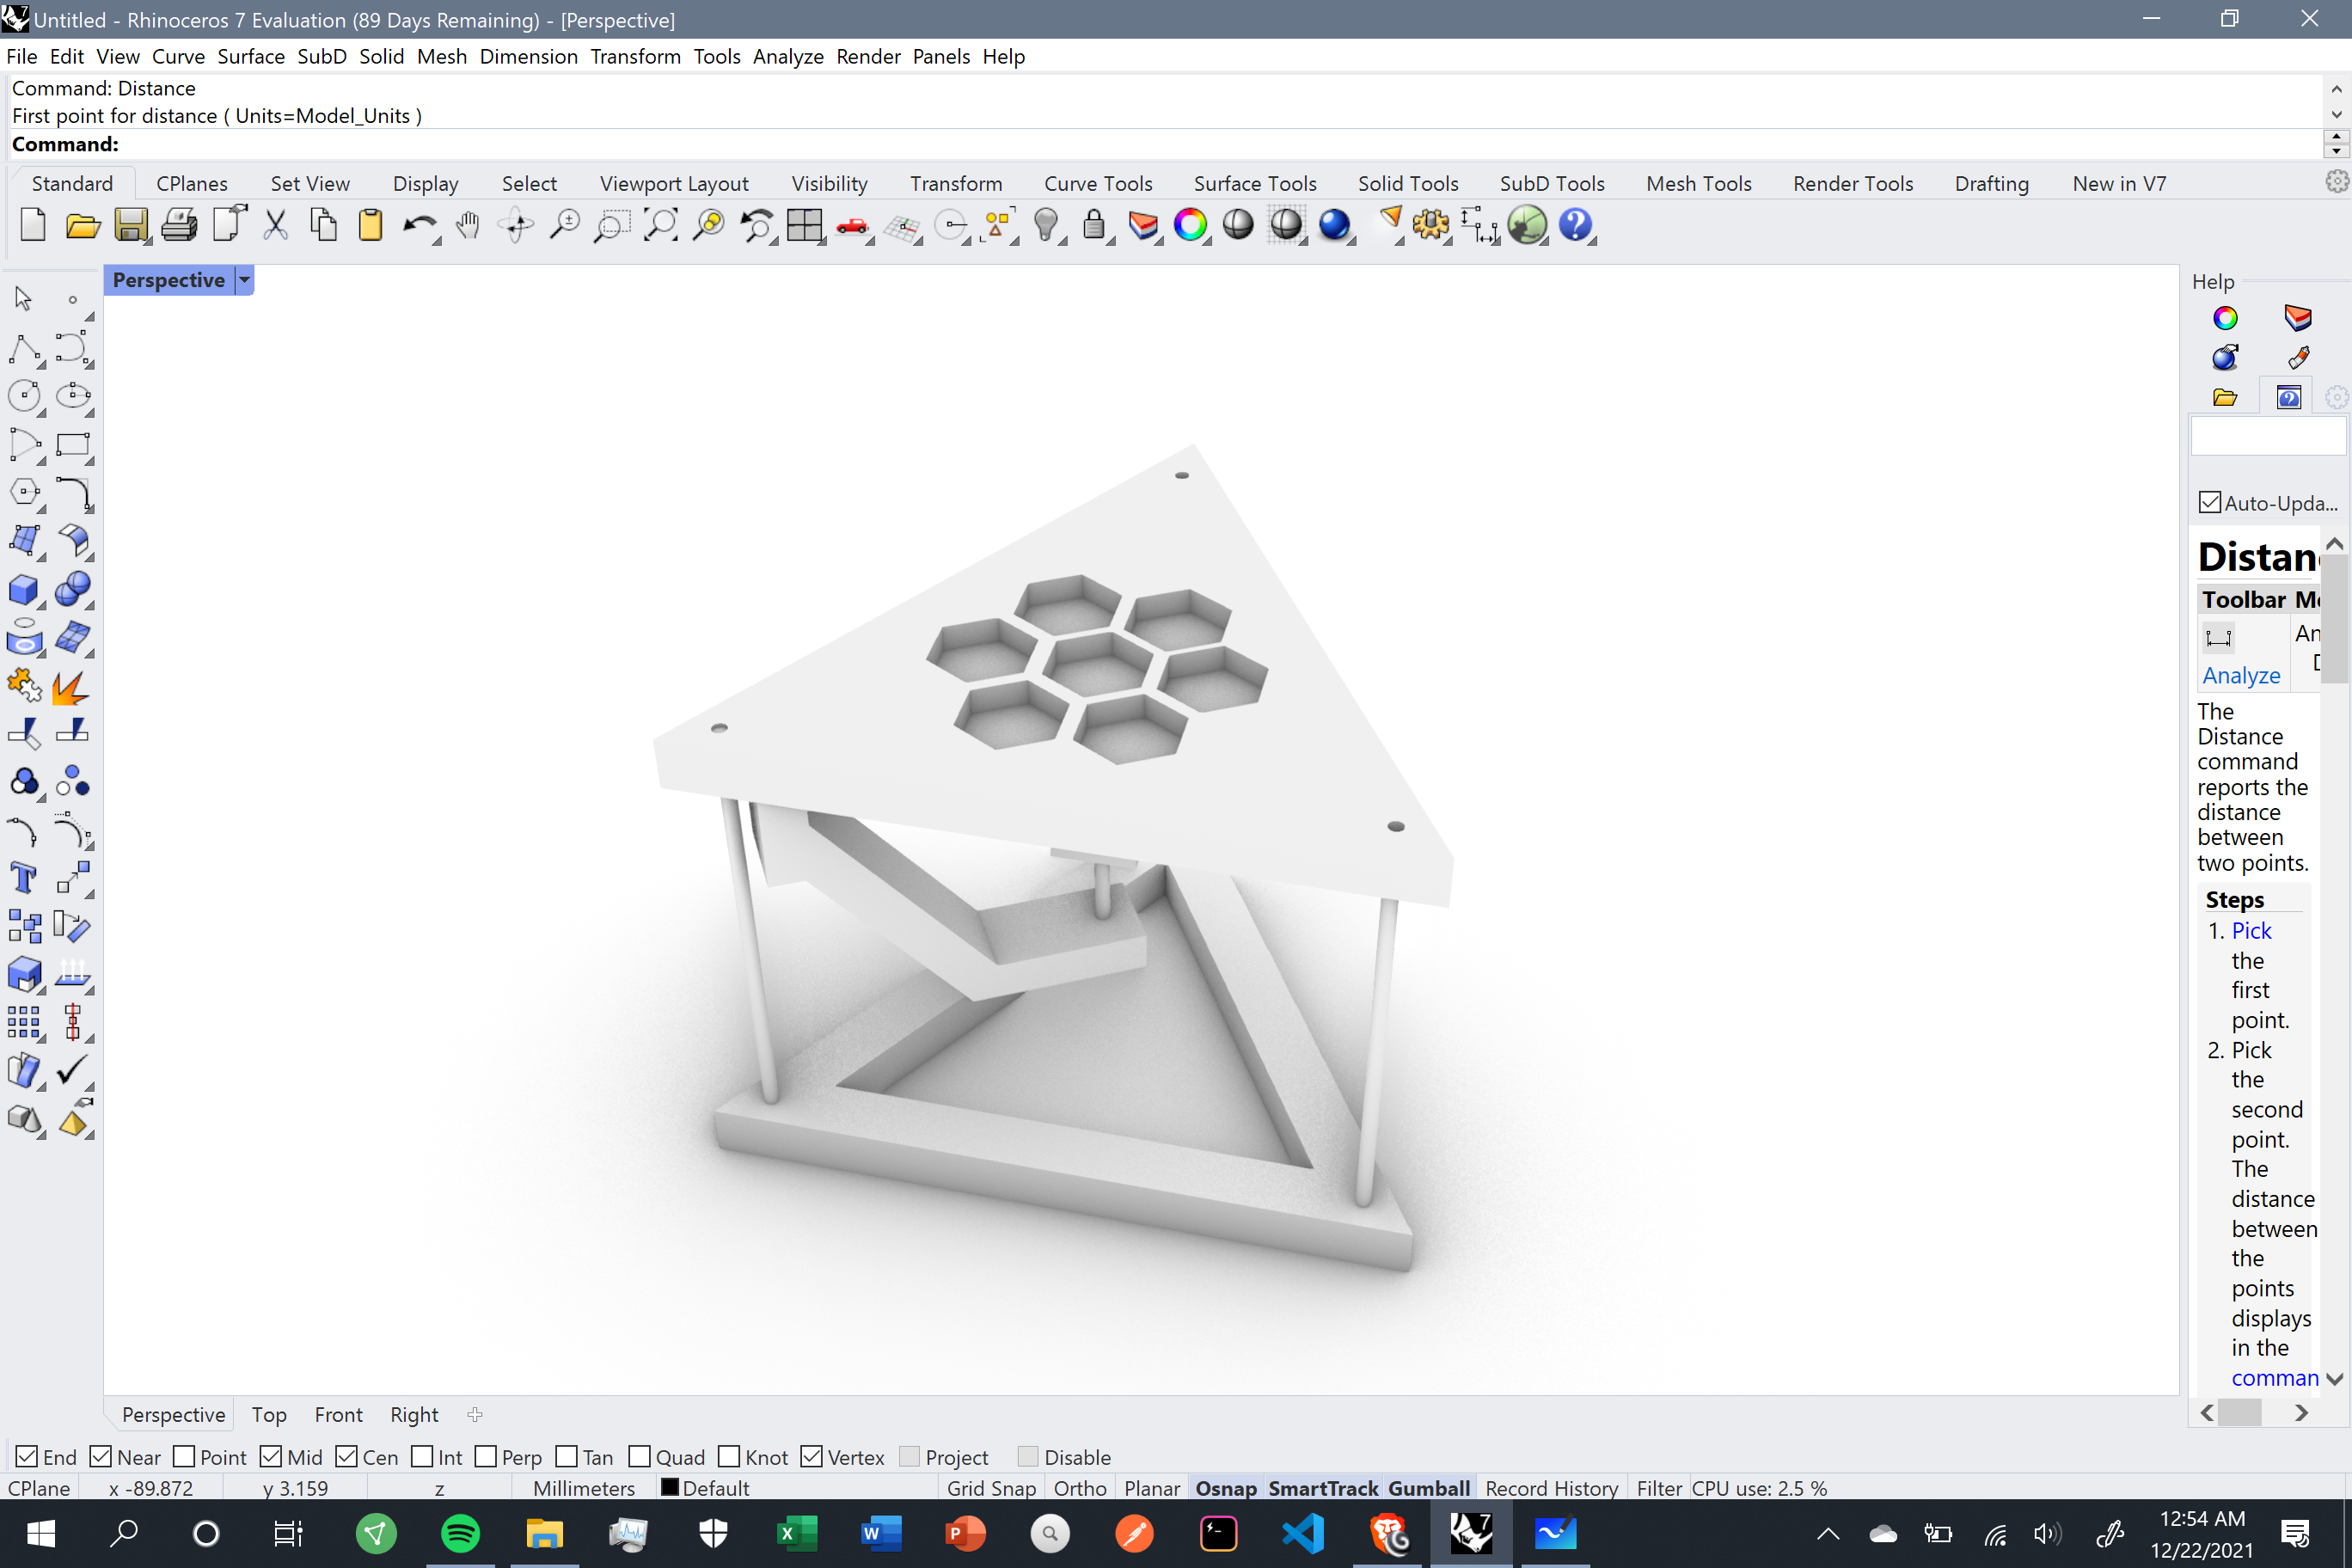 Untitled - Rhinoceros 7 Evaluation (89 Days Remaining) - [Perspective]
File Edit View Curve Surface SubD Solid Mesh Dimension Transform Tools Analyze Render Panels Help
Command: Distance
First point for distance ( Units=Model_Units )
Command:
Standard CPlanes Set View Display Select Viewport Layout Visibility Transform Curve Tools Surface Tools Solid Tools SubD Tools Mesh Tools Render Tools Drafting New in V7
Perspective
Help
Auto-Upda...
Distan
Toolbar M
An
Analyze
The
Distance
command
reports the
distance
between
two points.
Steps
1. Pick
the
first
point.
2. Pick
the
second
point.
The
distance
between
the
points
displays
in the
comman
Perspective Top Front Right
End Near Point Mid Cen Int Perp Tan Quad Knot Vertex Project Disable
CPlane x -89.872 y 3.159 z Millimeters Default Grid Snap Ortho Planar Osnap SmartTrack Gumball Record History Filter CPU use: 2.5 %
12:54 AM
12/22/2021